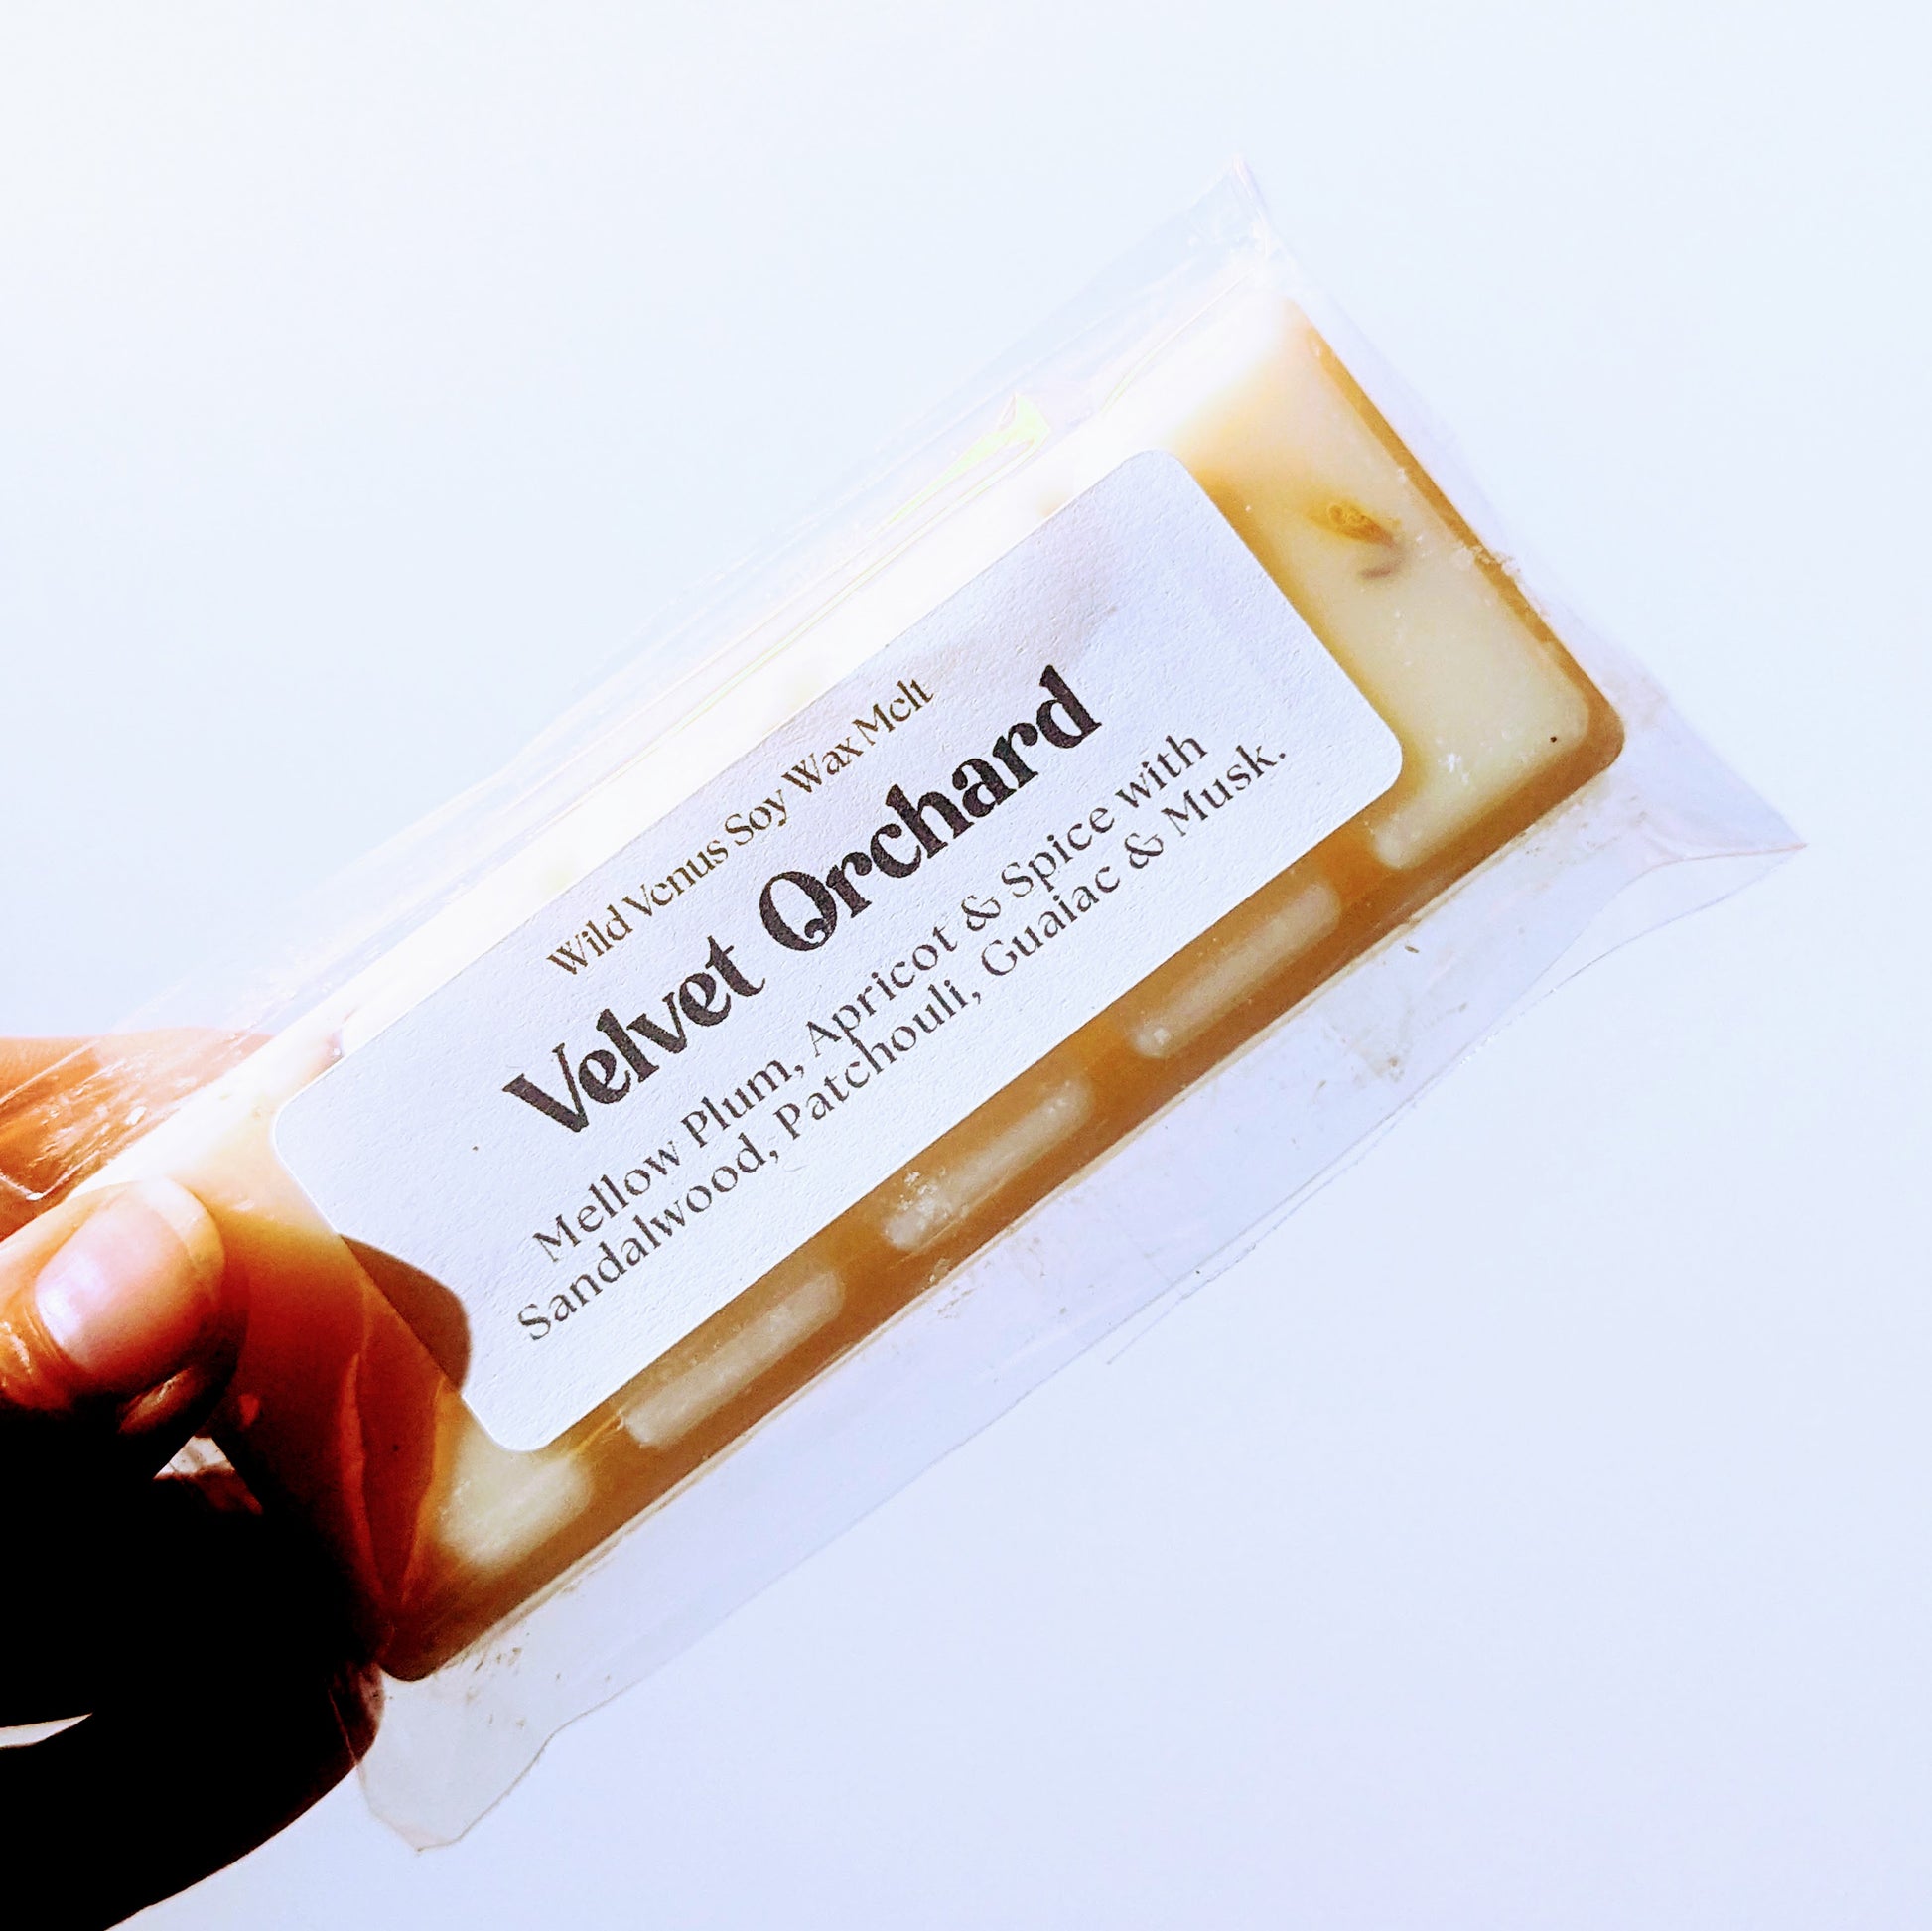 Wild Venus Soy Wax Melt
Velvet Orchard
Mellow Plum, Apricot & Spice with
Sandalwood, Patchouli, Guaiac & Musk.